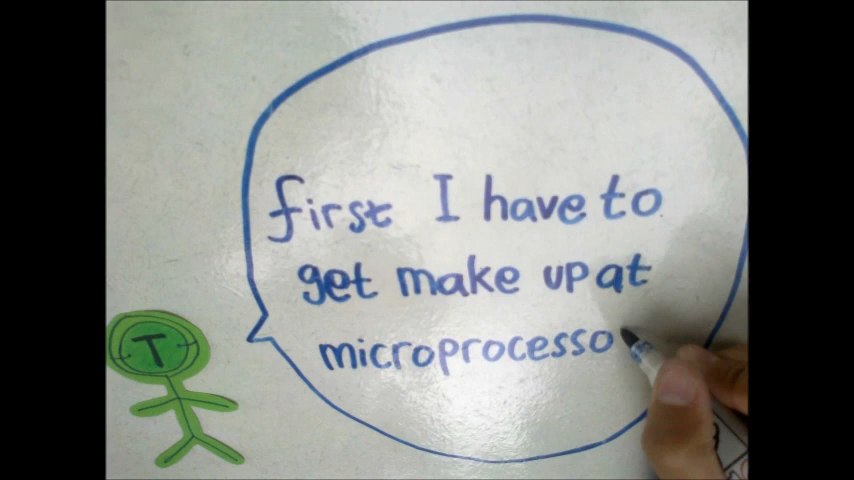 first I have to
get make up at
microprocesso
T